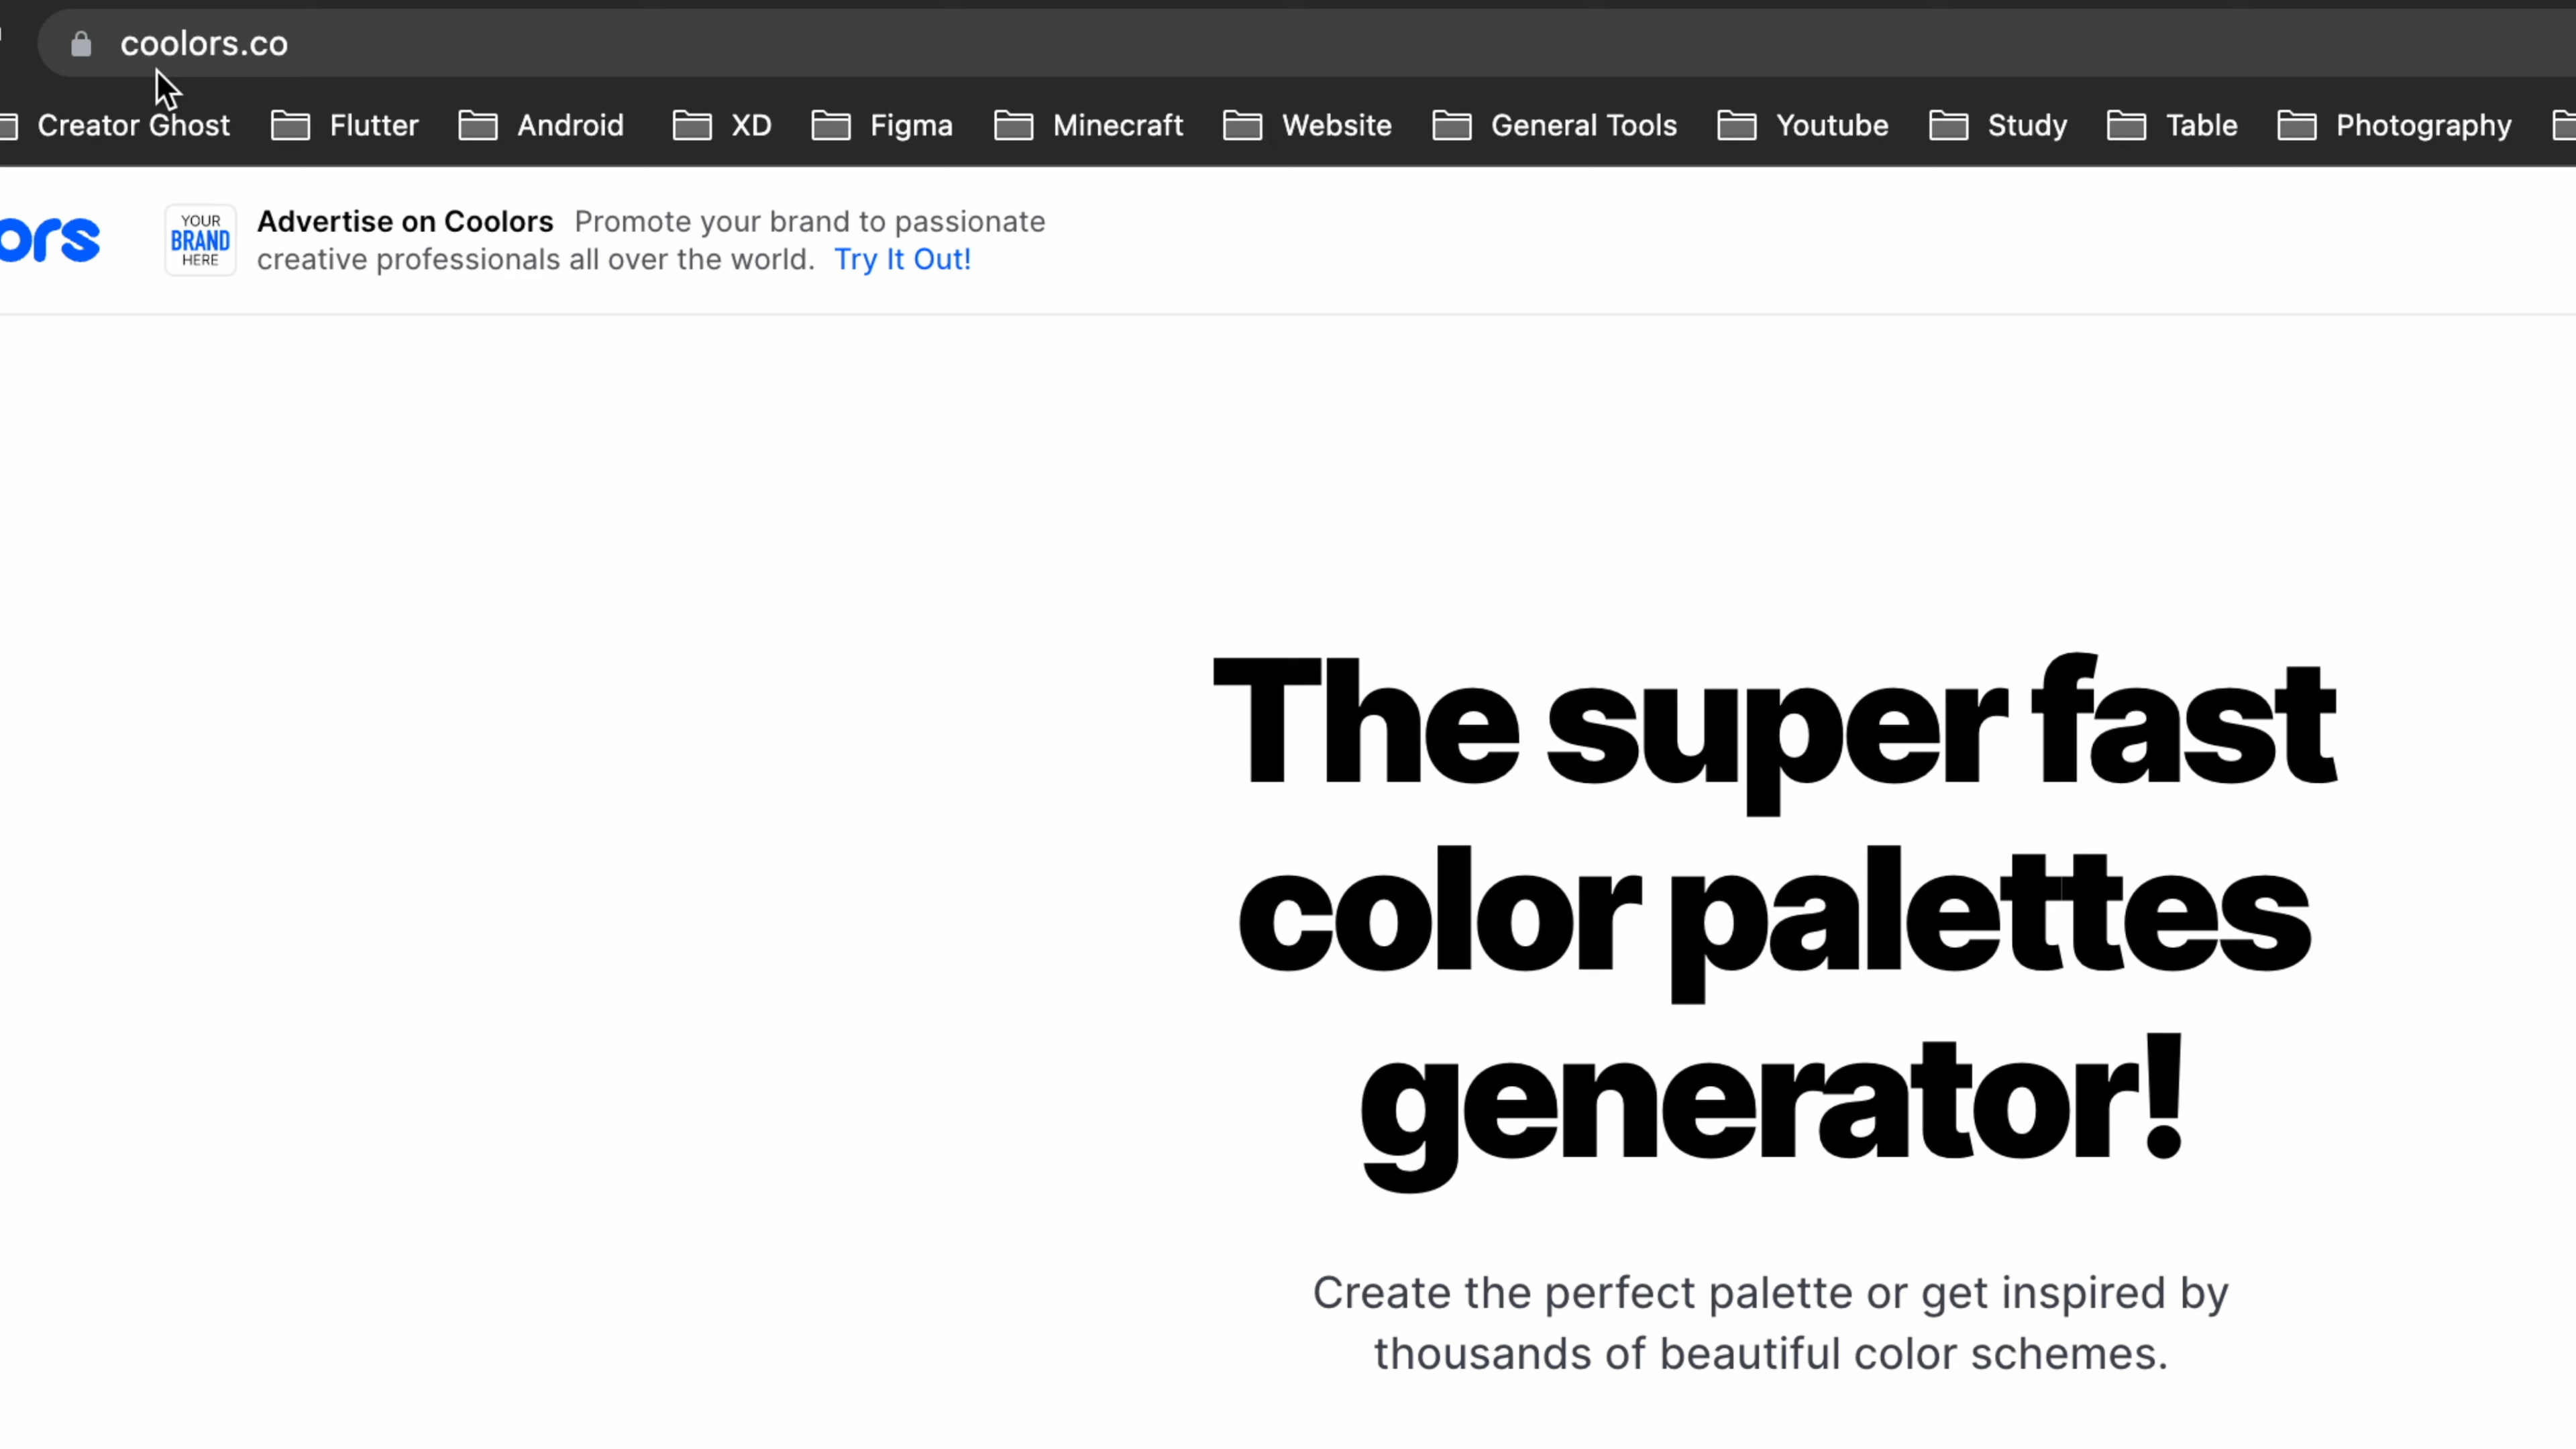 coolors.co
Creator Ghost Flutter Android XD Figma Minecraft Website General Tools Youtube Study Table Photography
ors
YOUR
BRAND
HERE
Advertise on Coolors Promote your brand to passionate
creative professionals all over the world. Try It Out!
The super fast
color palettes
generator!
Create the perfect palette or get inspired by
thousands of beautiful color schemes.